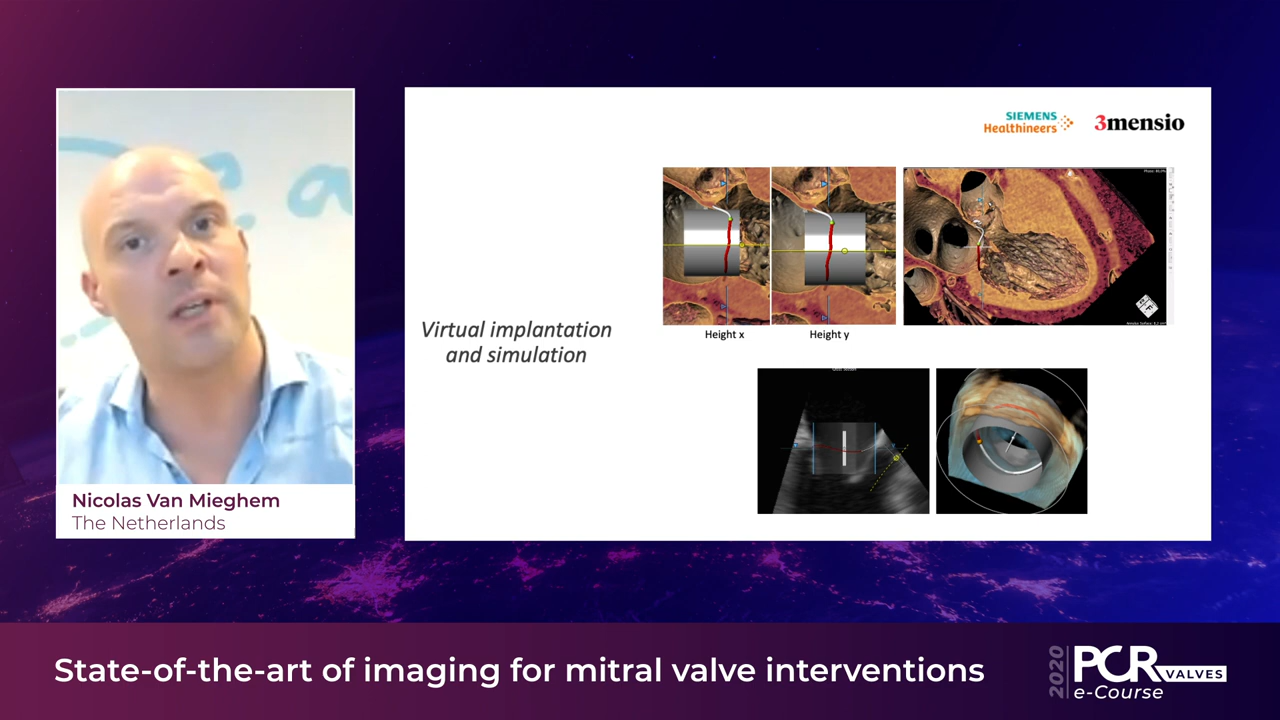 SIEMENS
Healthineers
3mensio
Height x
Height y
Virtual implantation
and simulation
Nicolas Van Mieghem
The Netherlands
State-of-the-art of imaging for mitral valve interventions
2020
PCR
VALVES
e-Course